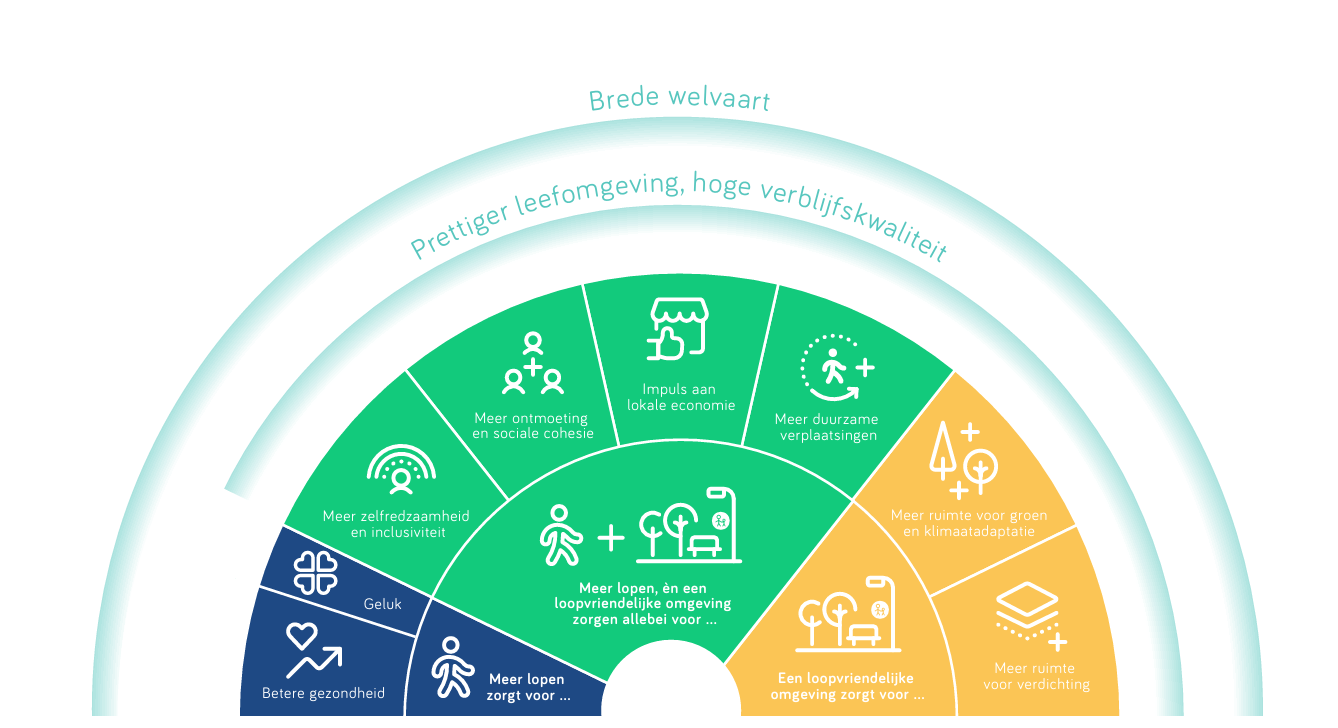 Brede welvaart
Prettiger leefomgeving, hoge verblijfskwaliteit
Impuls aan
lokale economie
Meer ontmoeting
en sociale cohesie
Meer duurzame
verplaatsingen
Meer zelfredzaamheid
en inclusiviteit
Meer ruimte voor groen
en klimaatadaptatie
Meer lopen, èn een
loopvriendelijke omgeving
zorgen allebei voor ...
Geluk
Betere gezondheid
Meer lopen
zorgt voor ...
Een loopvriendelijke
omgeving zorgt voor ...
Meer ruimte
voor verdichting